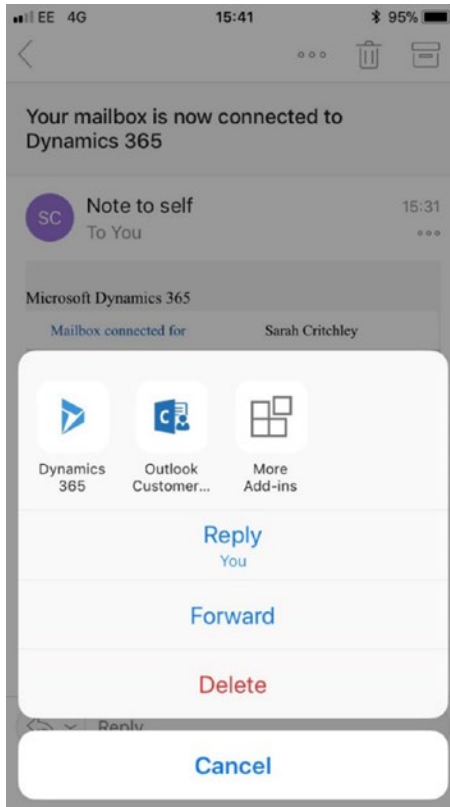 EE 4G 15:41 95%
Your mailbox is now connected to
Dynamics 365
SC
Note to self 15:31
To You
Microsoft Dynamics 365
Mailbox connected for Sarah Critchley
Dynamics
365
Outlook
Customer...
More
Add-ins
Reply
You
Forward
Delete
Reply
Cancel